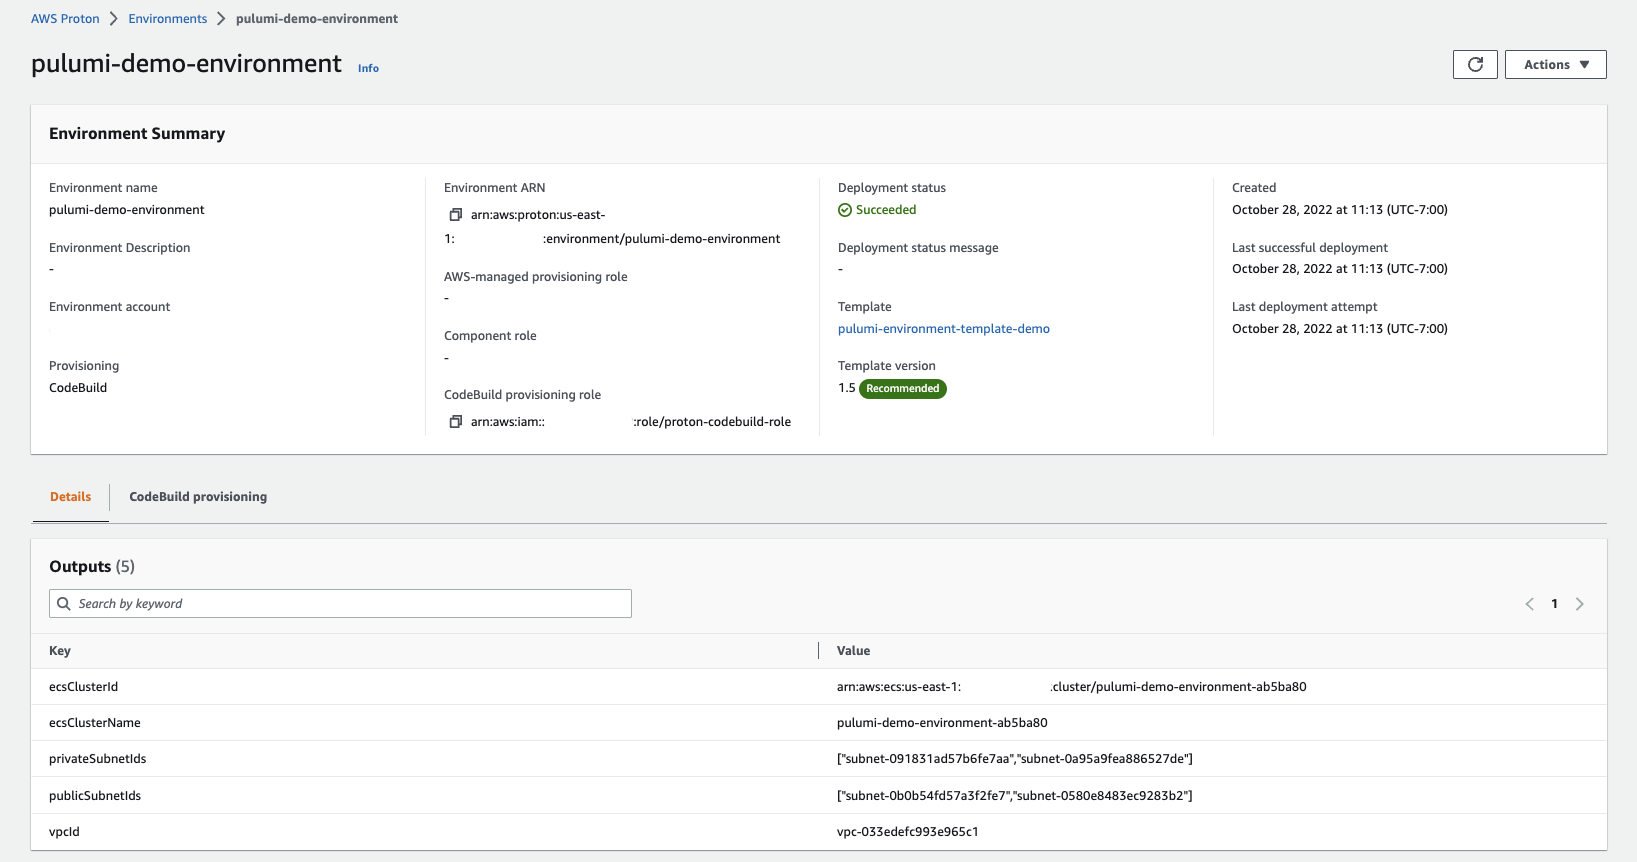 AWS Proton > Environments > pulumi-demo-environment
pulumi-demo-environment Info
Actions
Environment Summary
Environment name
pulumi-demo-environment
Environment Description
-
Environment account
Provisioning
CodeBuild
Environment ARN
arn:aws:proton:us-east-
1: :environment/pulumi-demo-environment
AWS-managed provisioning role
-
Component role
-
CodeBuild provisioning role
arn:aws:iam:: :role/proton-codebuild-role
Deployment status
Succeeded
Deployment status message
-
Template
pulumi-environment-template-demo
Template version
1.5 Recommended
Created
October 28, 2022 at 11:13 (UTC-7:00)
Last successful deployment
October 28, 2022 at 11:13 (UTC-7:00)
Last deployment attempt
October 28, 2022 at 11:13 (UTC-7:00)
Details
CodeBuild provisioning
Outputs (5)
Search by keyword
1
Key Value
ecsClusterId arn:aws:ecs:us-east-1: :cluster/pulumi-demo-environment-ab5ba80
ecsClusterName pulumi-demo-environment-ab5ba80
privateSubnetIds ["subnet-091831ad57b6fe7aa","subnet-0a95a9fea886527de"]
publicSubnetIds ["subnet-0b0b54fd57a3f2fe7","subnet-0580e8483ec9283b2"]
vpcId vpc-033edefc993e965c1